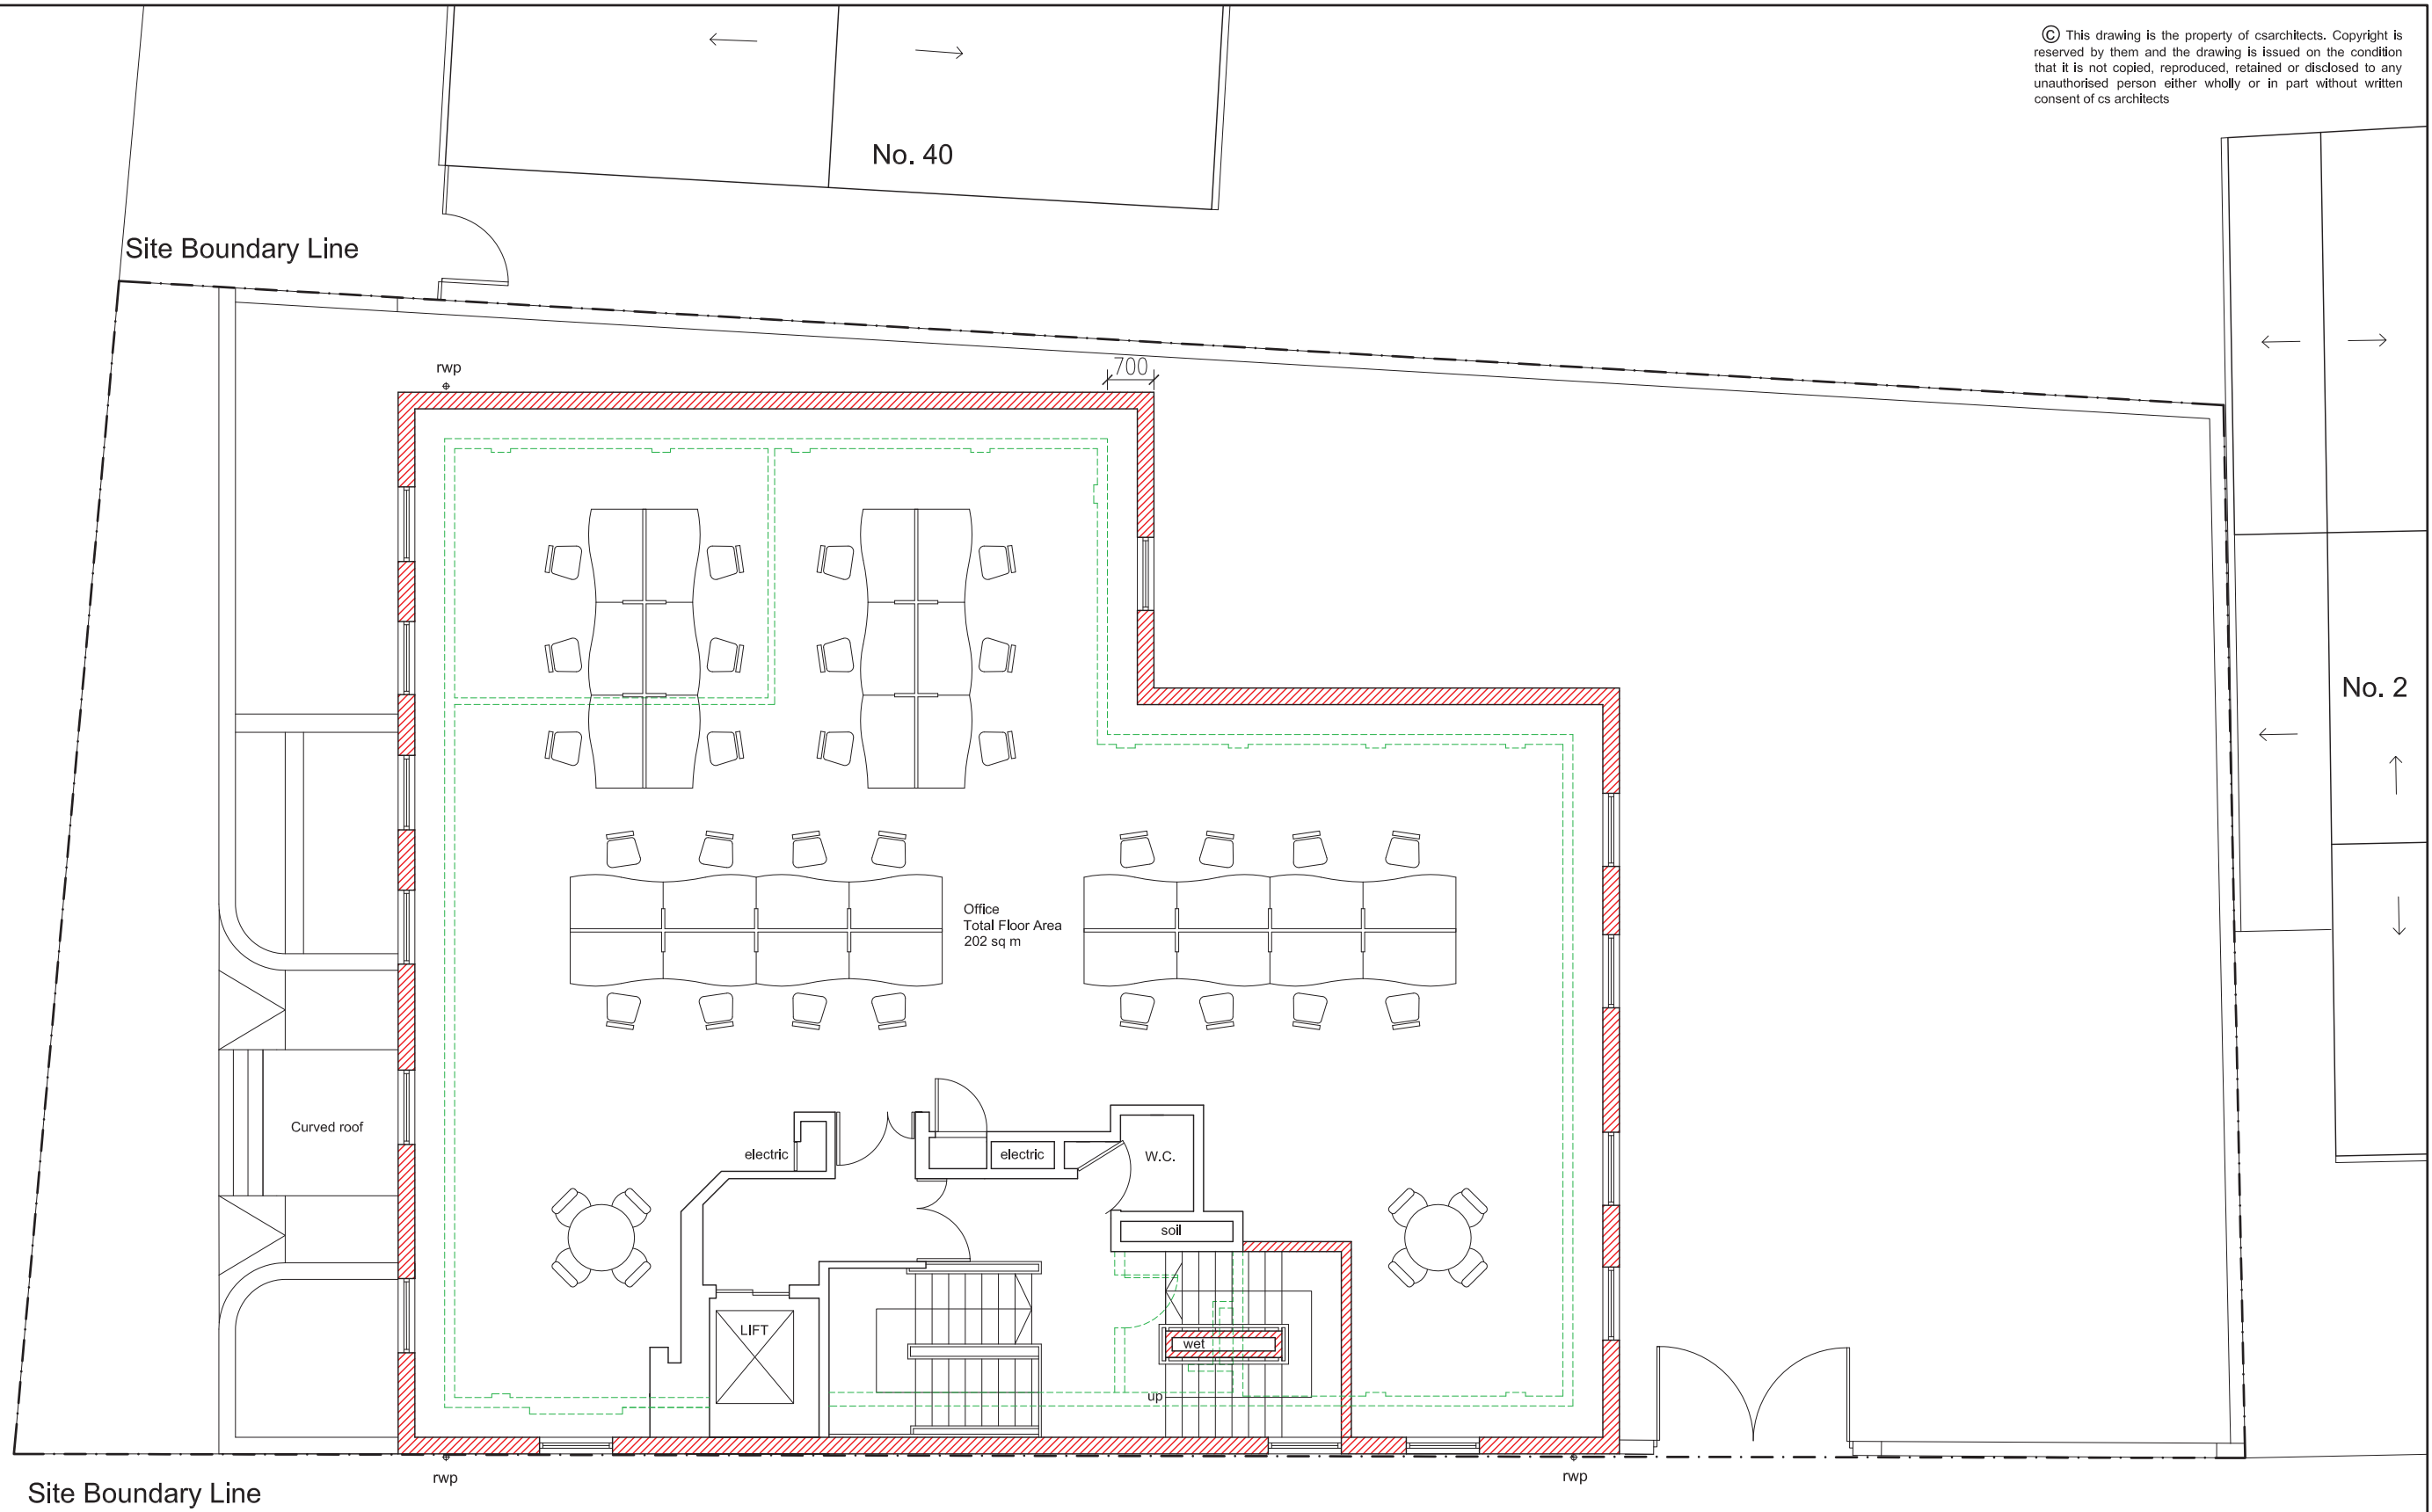 © This drawing is the property of csarchitects. Copyright is
reserved by them and the drawing is issued on the condition
that it is not copied, reproduced, retained or disclosed to any
unauthorised person either wholly or in part without written
consent of cs architects
No. 40
Site Boundary Line
rwp
700
No. 2
Office
Total Floor Area
202 sq m
Curved roof
electric
electric
W.C.
soil
LIFT
wet
up
rwp
rwp
Site Boundary Line